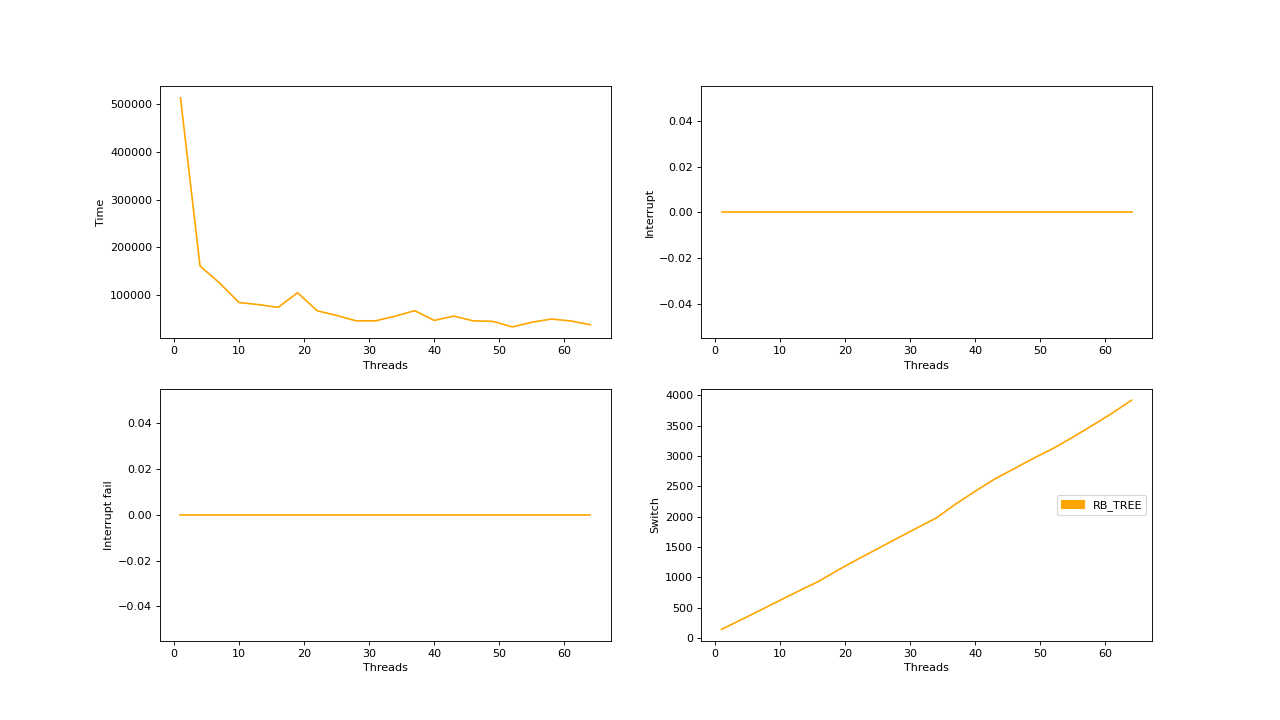 500000
400000
300000
200000
100000
Time
0 10 20 30 40 50 60
Threads
0.04
0.02
0.00
−0.02
−0.04
Interrupt
0 10 20 30 40 50 60
Threads
0.04
0.02
0.00
−0.02
−0.04
Interrupt fail
0 10 20 30 40 50 60
Threads
4000
3500
3000
2500
2000
1500
1000
500
0
Switch
RB_TREE
0 10 20 30 40 50 60
Threads